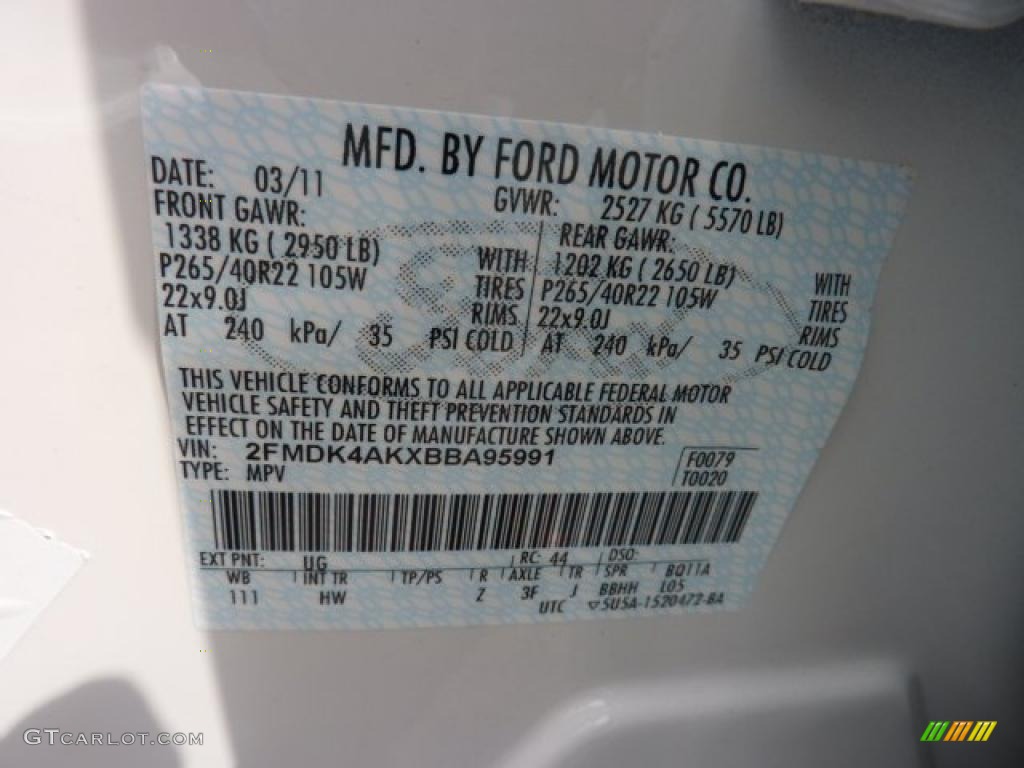 MFD. BY FORD MOTOR CO.
DATE: 03/11 GVWR: 2527 KG ( 5570 LB)
FRONT GAWR: REAR GAWR:
1338 KG ( 2950 LB) WITH 1202 KG ( 2650 LB) WITH
P265/40R22 105W TIRES P265/40R22 105W TIRES
22x9.0J RIMS 22x9.0J RIMS
AT 240 kPa/ 35 PSI COLD AT 240 kPa/ 35 PSI COLD
THIS VEHICLE CONFORMS TO ALL APPLICABLE FEDERAL MOTOR
VEHICLE SAFETY AND THEFT PREVENTION STANDARDS IN
EFFECT ON THE DATE OF MANUFACTURE SHOWN ABOVE.
VIN: 2FMDK4AKXBBA95991 F0079
TYPE: MPV T0020
EXT PNT: UG RC: 44 DSO:
WB INT TR TP/PS R AXLE TR SPR BQ11A
111 HW Z 3F J BBHH L05
UTC ▽5U5A-1520472-BA
GTCARLOT.COM